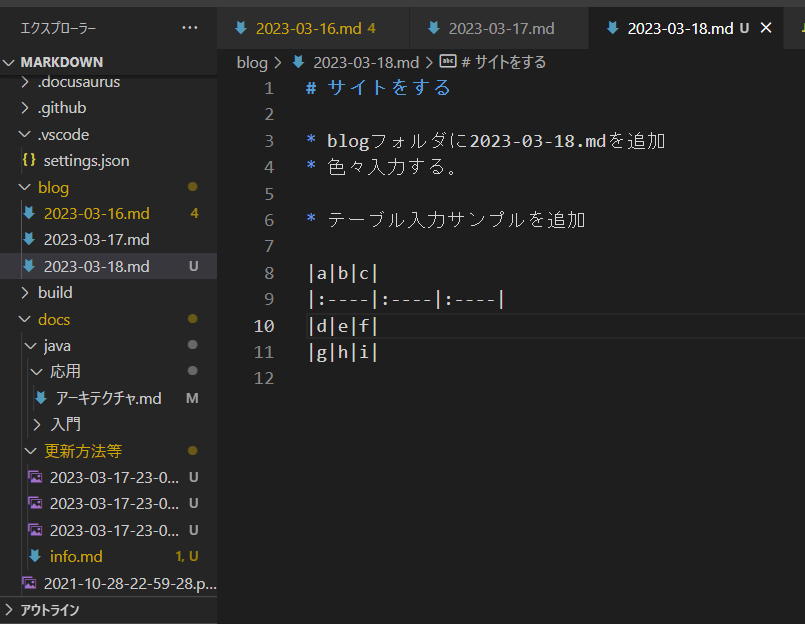 エクスプローラー ...
2023-03-16.md 4
2023-03-17.md
2023-03-18.md U ×
MARKDOWN
blog > 2023-03-18.md > abc # サイトをする
.docusaurus
.github
.vscode
{} settings.json
blog
2023-03-16.md 4
2023-03-17.md
2023-03-18.md U
build
docs
java
応用
アーキテクチャ.md M
入門
更新方法等
2023-03-17-23-0... U
2023-03-17-23-0... U
2023-03-17-23-0... U
info.md 1, U
2021-10-28-22-59-28.p...
アウトライン
1 # サイトをする
2
3 * blogフォルダに2023-03-18.mdを追加
4 * 色々入力する。
5
6 * テーブル入力サンプルを追加
7
8 |a|b|c|
9 |:----|:----|:----|
10 |d|e|f|
11 |g|h|i|
12